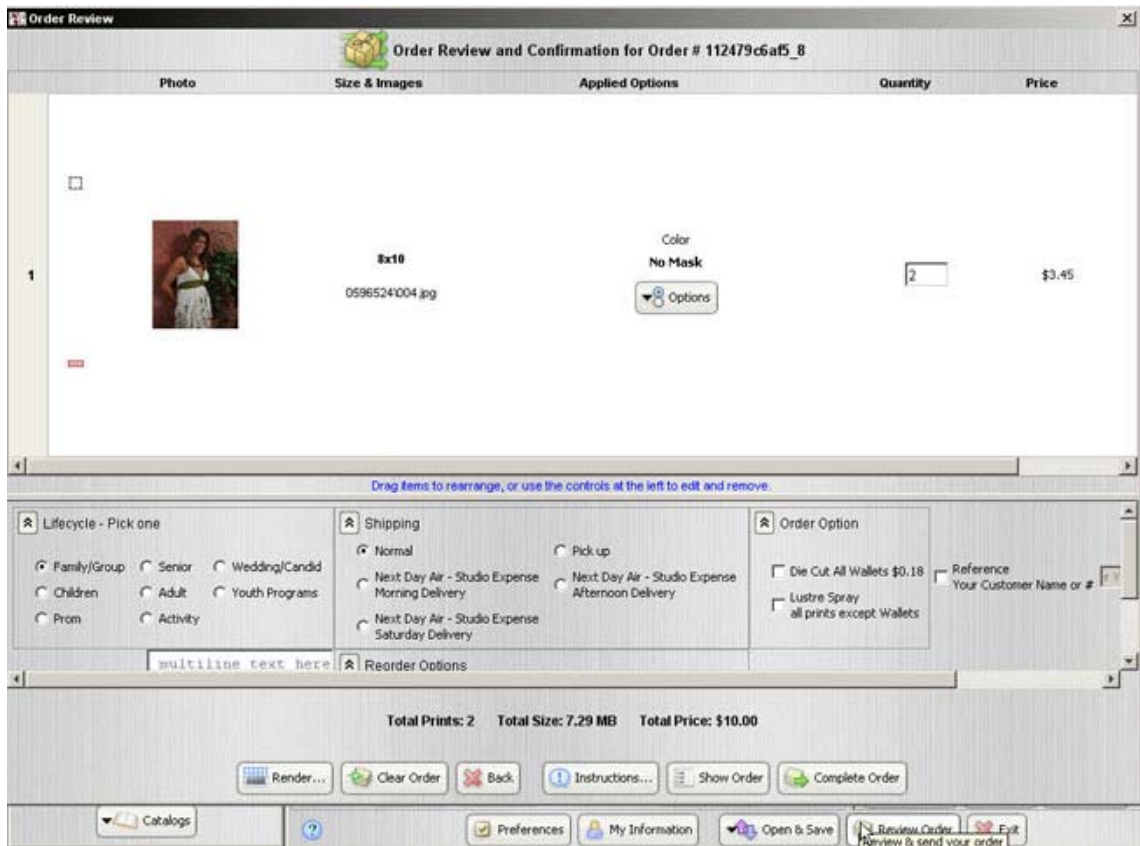 Order Review
Order Review and Confirmation for Order # 112479c6af5_8
Photo Size & Images Applied Options Quantity Price
1
8x10
0596524\004.jpg
Color
No Mask
Options
2
$3.45
Drag items to rearrange, or use the controls at the left to edit and remove.
Lifecycle - Pick one
Family/Group Senior Wedding/Candid
Children Adult Youth Programs
Prom Activity
multiline text here
Shipping
Normal Pick up
Next Day Air - Studio Expense
Morning Delivery
Next Day Air - Studio Expense
Afternoon Delivery
Next Day Air - Studio Expense
Saturday Delivery
Reorder Options
Order Option
Die Cut All Wallets $0.18
Lustre Spray
all prints except Wallets
Reference
Your Customer Name or #
Total Prints: 2 Total Size: 7.29 MB Total Price: $10.00
Render... Clear Order Back Instructions... Show Order Complete Order
Catalogs Preferences My Information Open & Save Review Order Exit
Review & send your order